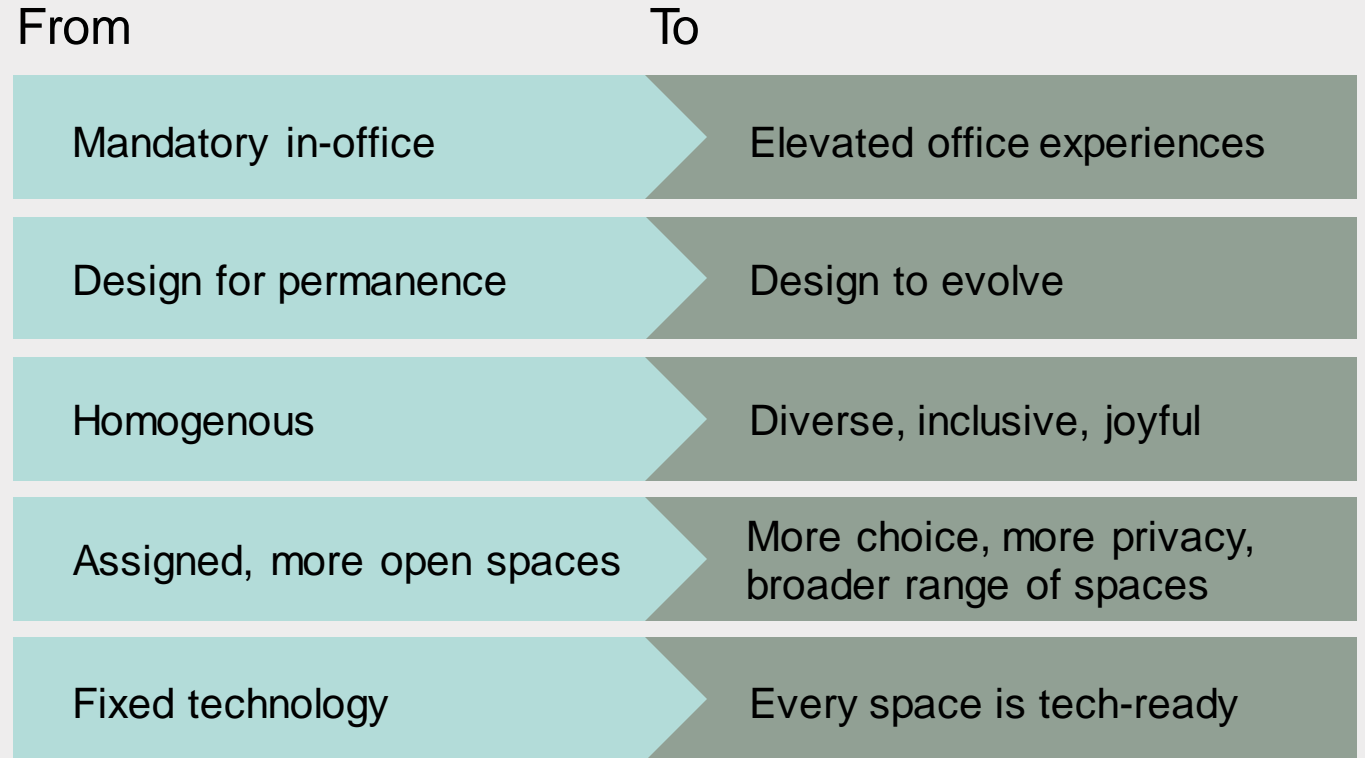 From
To
Mandatory in-office
Elevated office experiences
Design for permanence
Design to evolve
Homogenous
Diverse, inclusive, joyful
Assigned, more open spaces
More choice, more privacy,
broader range of spaces
Fixed technology
Every space is tech-ready